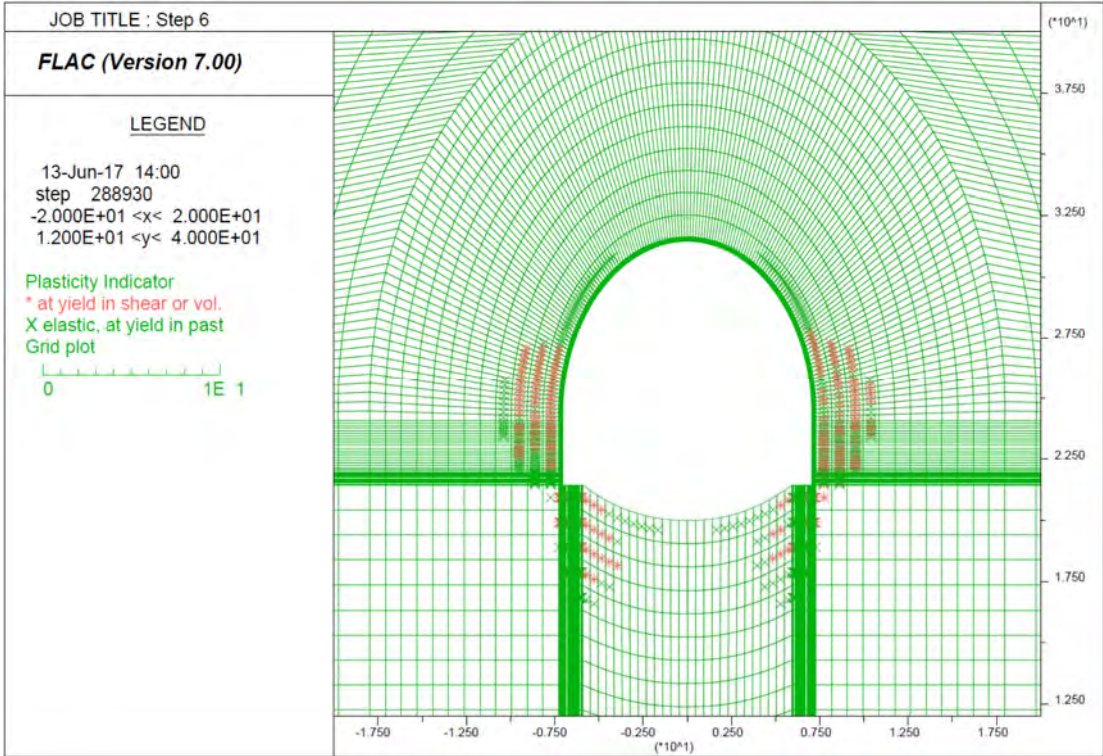 JOB TITLE : Step 6
FLAC (Version 7.00)
LEGEND
13-Jun-17 14:00
step 288930
-2.000E+01 <x< 2.000E+01
1.200E+01 <y< 4.000E+01
Plasticity Indicator
* at yield in shear or vol.
X elastic, at yield in past
Grid plot
0 1E 1
(*10^1)
3.750
3.250
2.750
2.250
1.750
1.250
-1.750 -1.250 -0.750 -0.250 0.250 0.750 1.250 1.750
(*10^1)